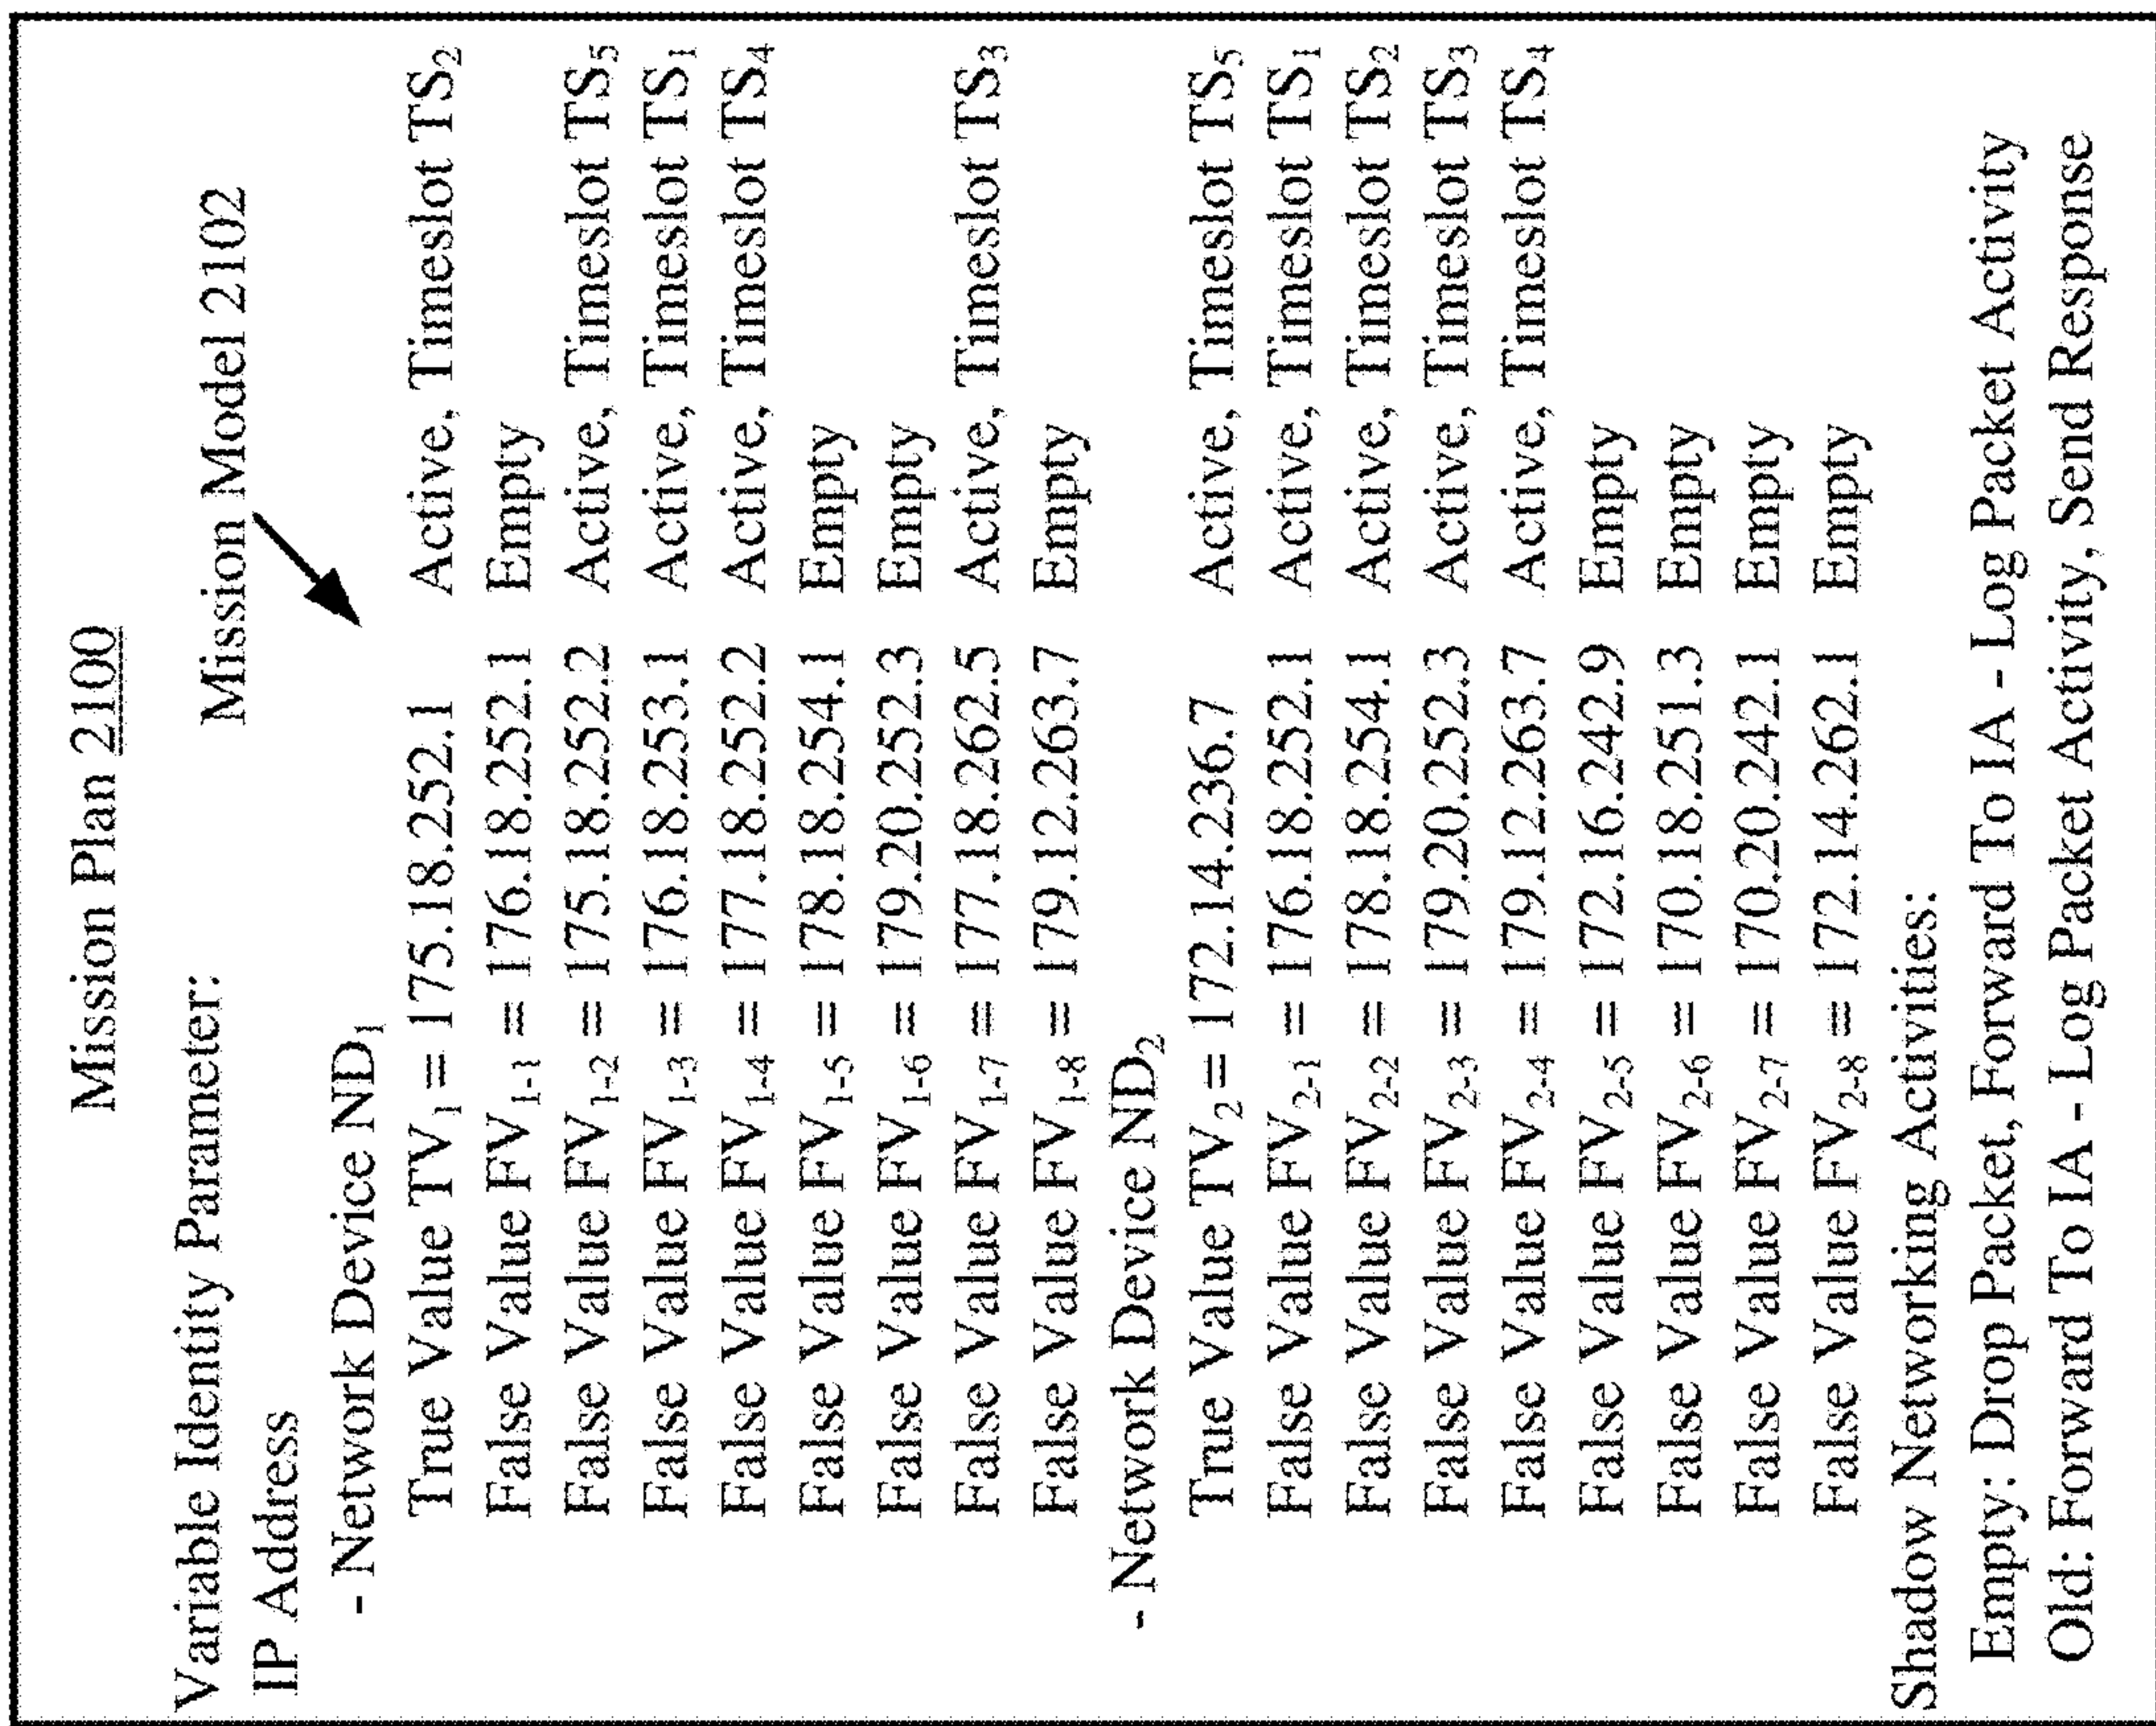 Mission Plan 2100
Variable Identity Parameter:
Mission Model 2102
IP Address
- Network Device ND₁
True Value TV₁ = 175.18.252.1 Active, Timeslot TS₂
False Value FV₁₋₁ = 176.18.252.1 Empty
False Value FV₁₋₂ = 175.18.252.2 Active, Timeslot TS₅
False Value FV₁₋₃ = 176.18.253.1 Active, Timeslot TS₁
False Value FV₁₋₄ = 177.18.252.2 Active, Timeslot TS₄
False Value FV₁₋₅ = 178.18.254.1 Empty
False Value FV₁₋₆ = 179.20.252.3 Empty
False Value FV₁₋₇ = 177.18.262.5 Active, Timeslot TS₃
False Value FV₁₋₈ = 179.12.263.7 Empty
- Network Device ND₂
True Value TV₂ = 172.14.236.7 Active, Timeslot TS₅
False Value FV₂₋₁ = 176.18.252.1 Active, Timeslot TS₁
False Value FV₂₋₂ = 178.18.254.1 Active, Timeslot TS₂
False Value FV₂₋₃ = 179.20.252.3 Active, Timeslot TS₃
False Value FV₂₋₄ = 179.12.263.7 Active, Timeslot TS₄
False Value FV₂₋₅ = 172.16.242.9 Empty
False Value FV₂₋₆ = 170.18.251.3 Empty
False Value FV₂₋₇ = 170.20.242.1 Empty
False Value FV₂₋₈ = 172.14.262.1 Empty
Shadow Networking Activities:
Empty: Drop Packet, Forward To IA - Log Packet Activity
Old: Forward To IA - Log Packet Activity, Send Response